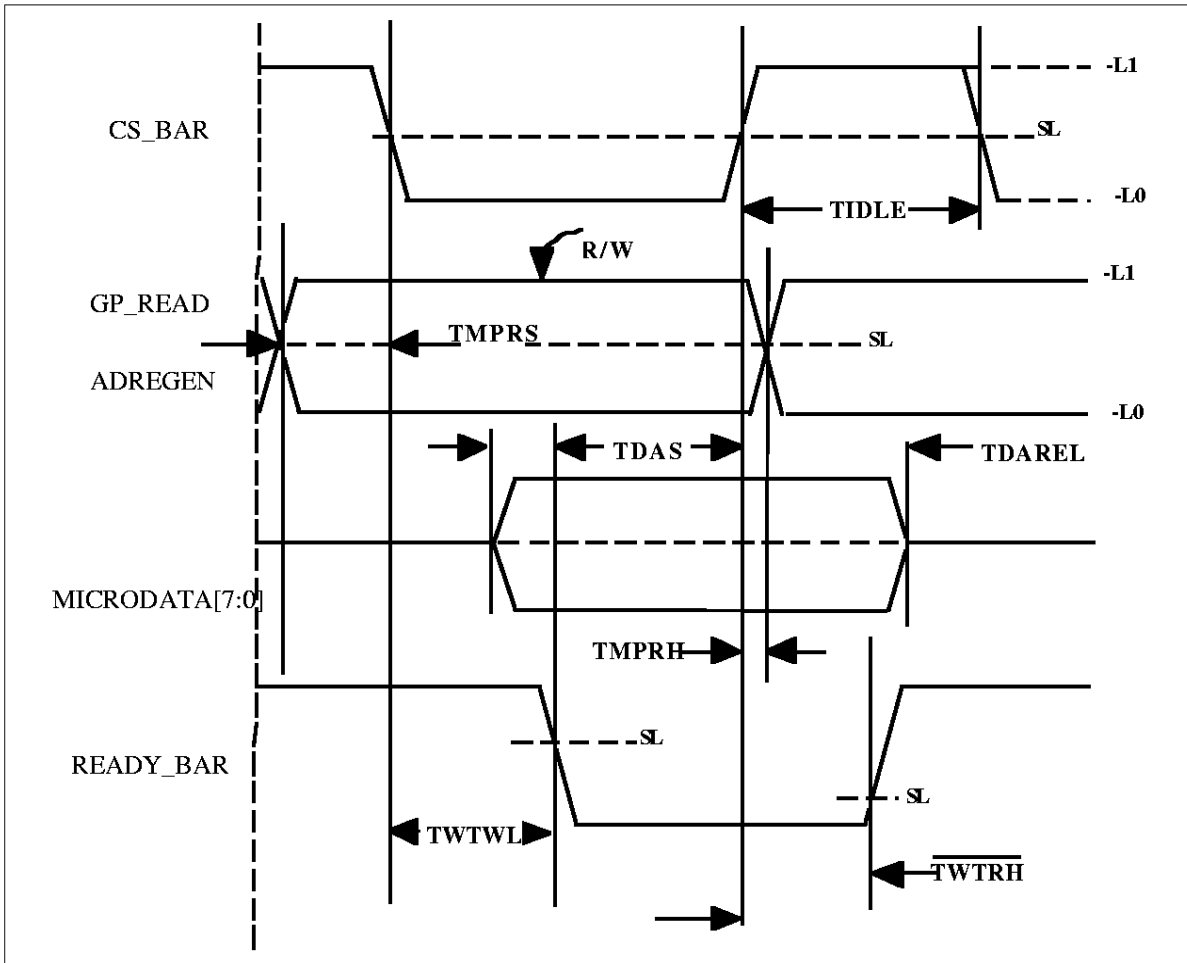 -L1
CS_BAR
SL
-L0
TIDLE
R/W
GP_READ
-L1
TMPRS
SL
ADREGEN
-L0
TDAS
TDAREL
MICRODATA[7:0]
TMPRH
SL
READY_BAR
SL
TWTWL
TWTRH